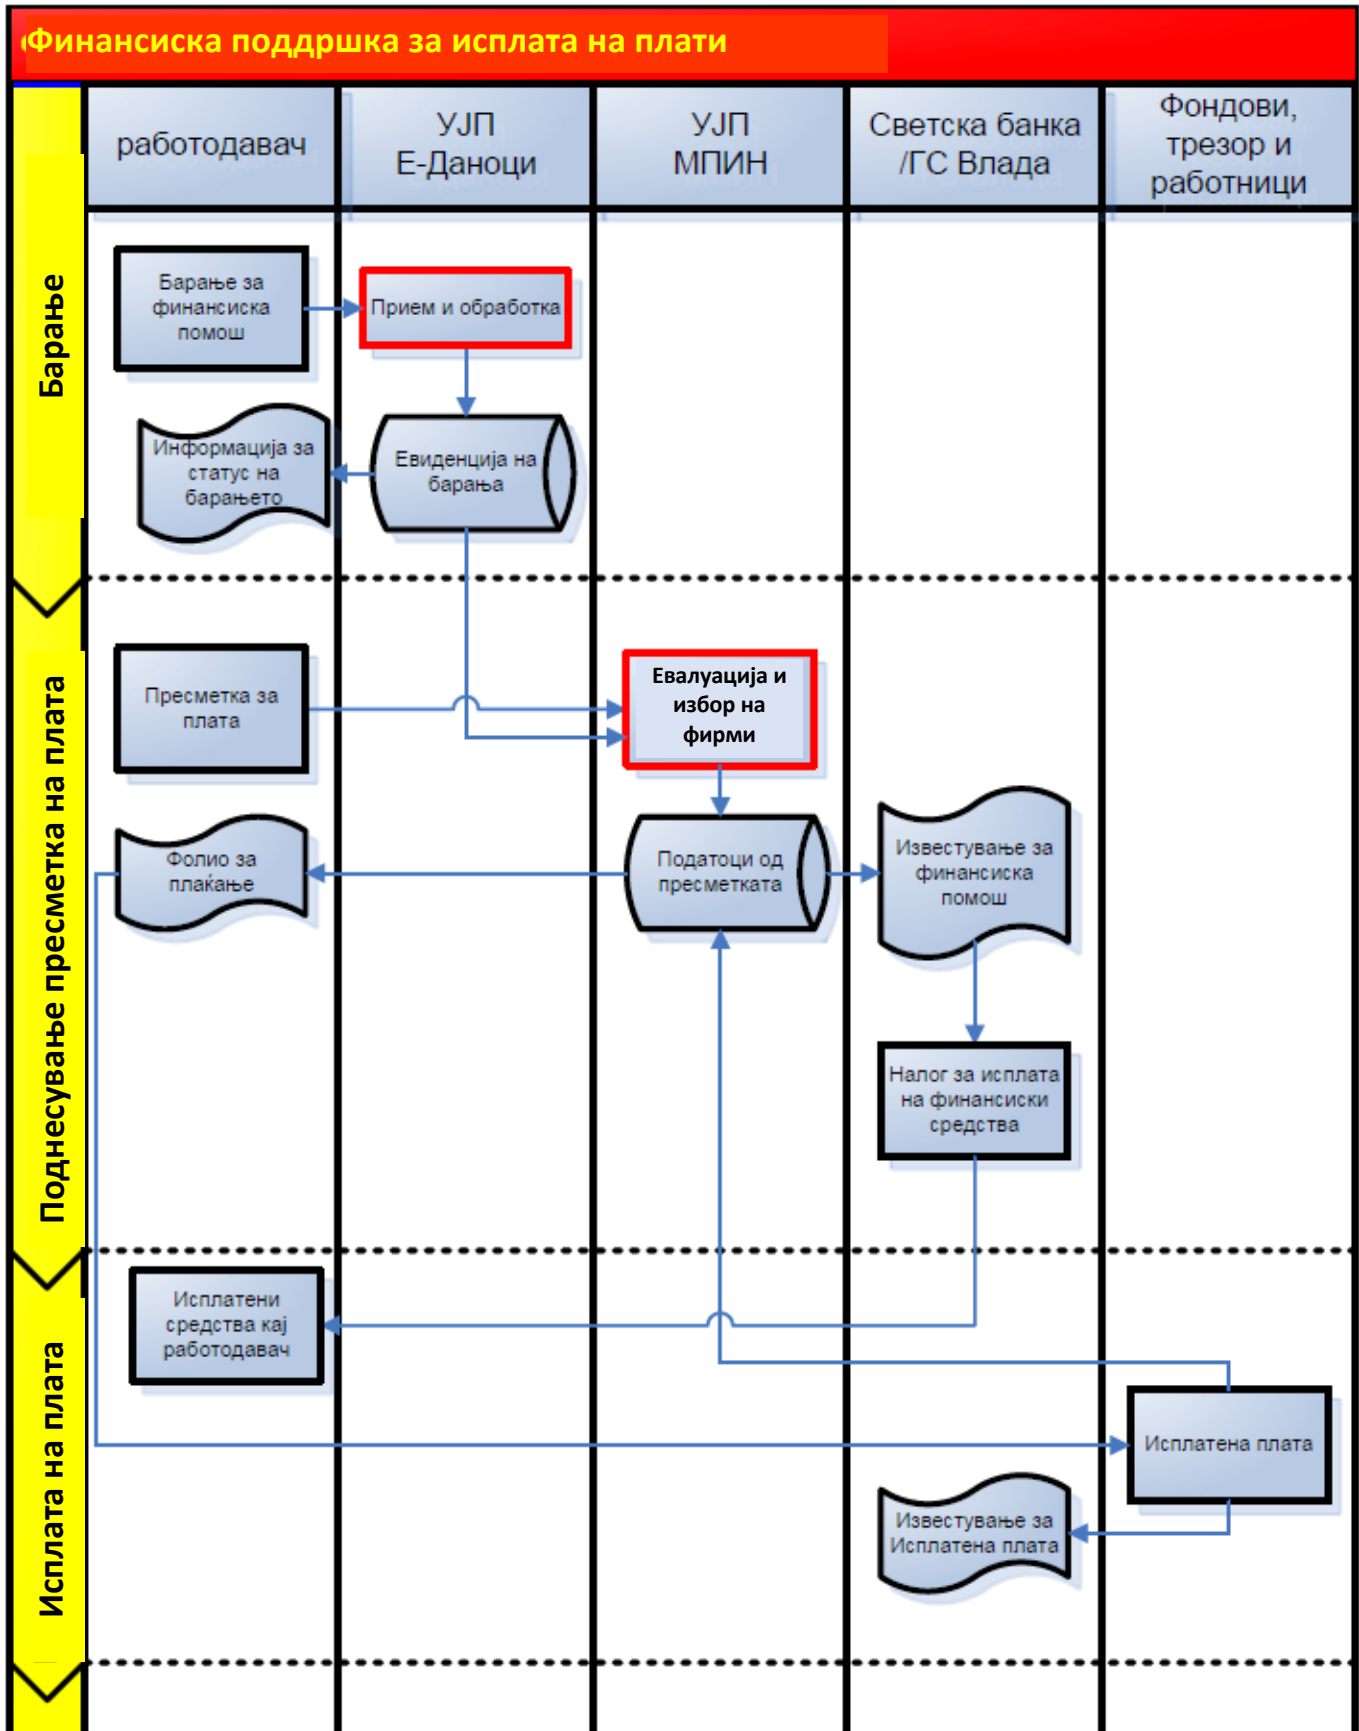 Финансиска поддршка за исплата на плати
работодавач
УЈП
Е-Даноци
УЈП
МПИН
Светска банка
/ГС Влада
Фондови,
трезор и
работници
Барање
Барање за
финансиска
помош
Прием и обработка
Информација за
статус на
барањето
Евиденција на
барања
Поднесување пресметка на плата
Пресметка за
плата
Евалуација и
избор на
фирми
Фолио за
плаќање
Податоци од
пресметката
Известување за
финансиска
помош
Налог за исплата
на финансиски
средства
Исплата на плата
Исплатени
средства кај
работодавач
Исплатена плата
Известување за
Исплатена плата